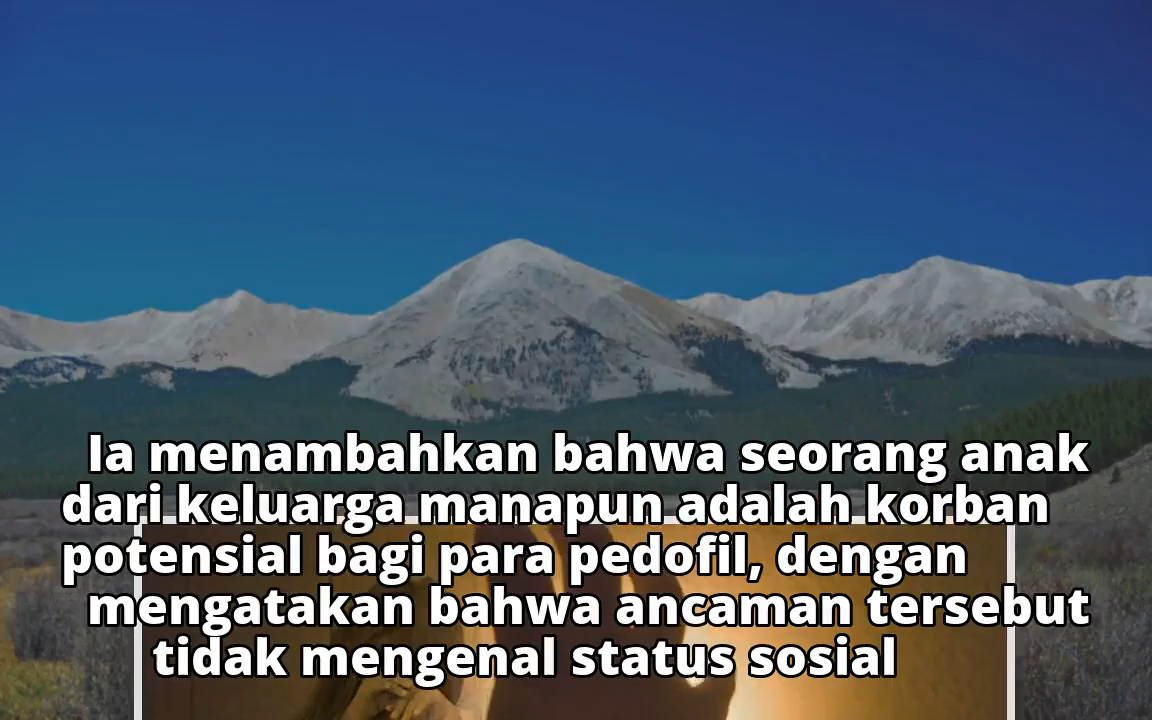 Ia menambahkan bahwa seorang anak
dari keluarga manapun adalah korban
potensial bagi para pedofil, dengan
mengatakan bahwa ancaman tersebut
tidak mengenal status sosial